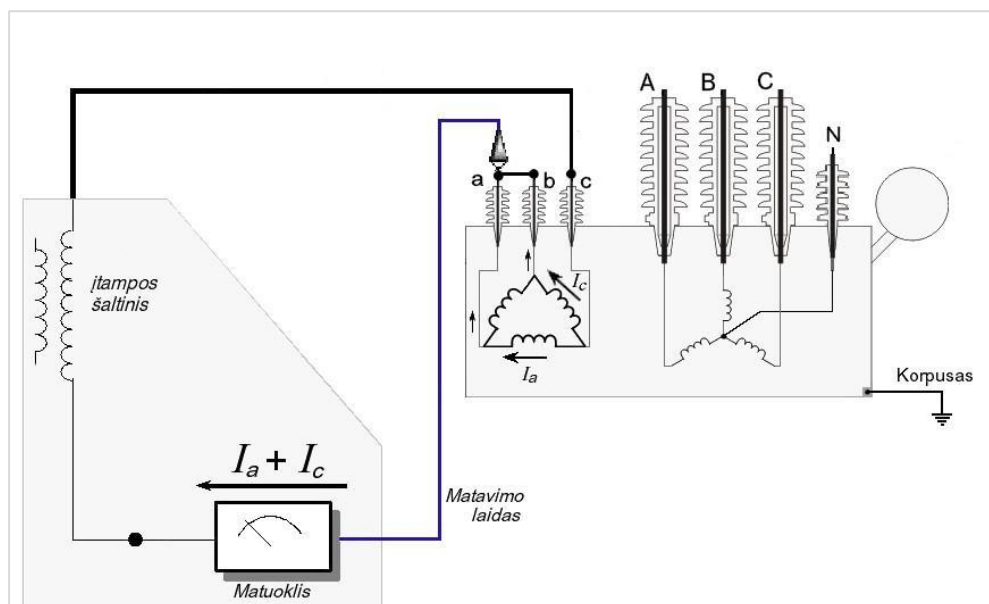 A
B
C
N
a
b
c
įtampos
šaltinis
Ic
Ia
Korpusas
Ia + Ic
Matavimo
laidas
Matuoklis